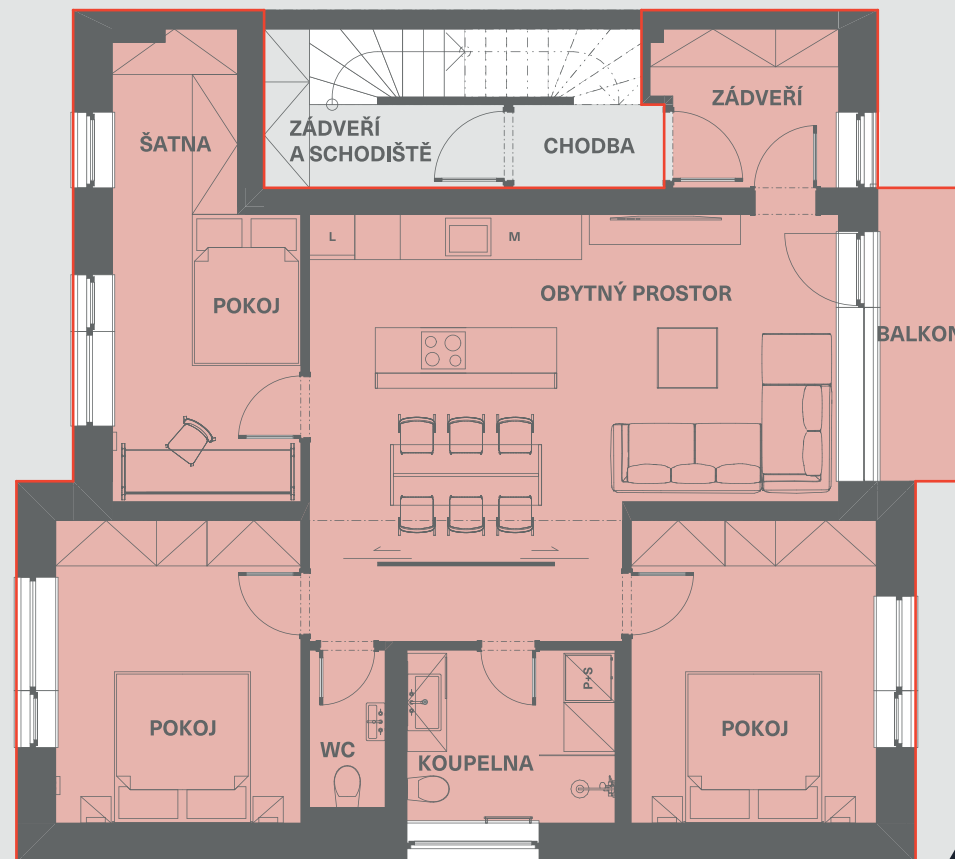 ZÁDVEŘÍ
ŠATNA
ZÁDVEŘÍ
A SCHODIŠTĚ
CHODBA
L
M
OBYTNÝ PROSTOR
POKOJ
BALKON
P+S
POKOJ
WC
KOUPELNA
POKOJ